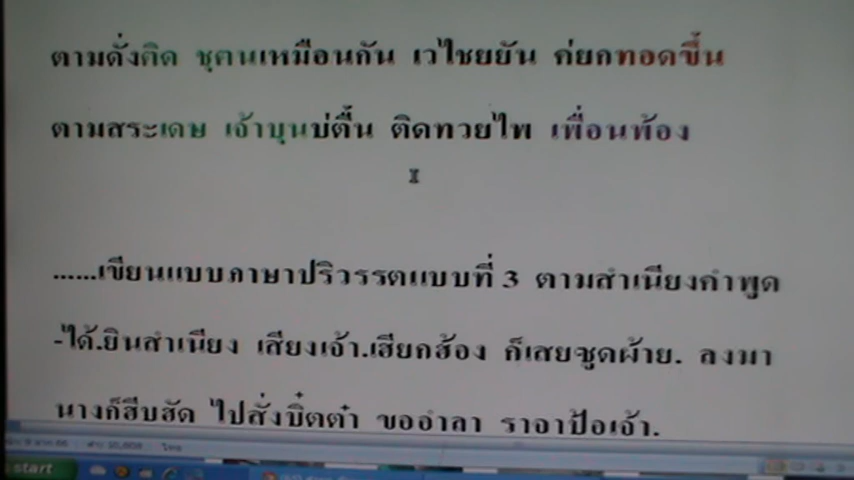 ตามดั่งติด ชุคนเหมือนกัน เวไชยยัน ก่ยกทอดขึ้น
ตามสระเดษ เจ้าบุนบ่ตื้น ติดทวยไพ เพื่อนพ้อง
......เขียนแบบภาษาปริวรรตแบบที่ 3 ตามสำเนียงคำพูด
-ได้.ยินสำเนียง เสียงเจ้า.เฮียกฮ้อง ก็เสยซูดผ้าย. ลงมา
นางก็ฮีบฮัด ไปสั่งบิ๋ตต๋า ขออำลา ราจาป้อเจ้า.
start